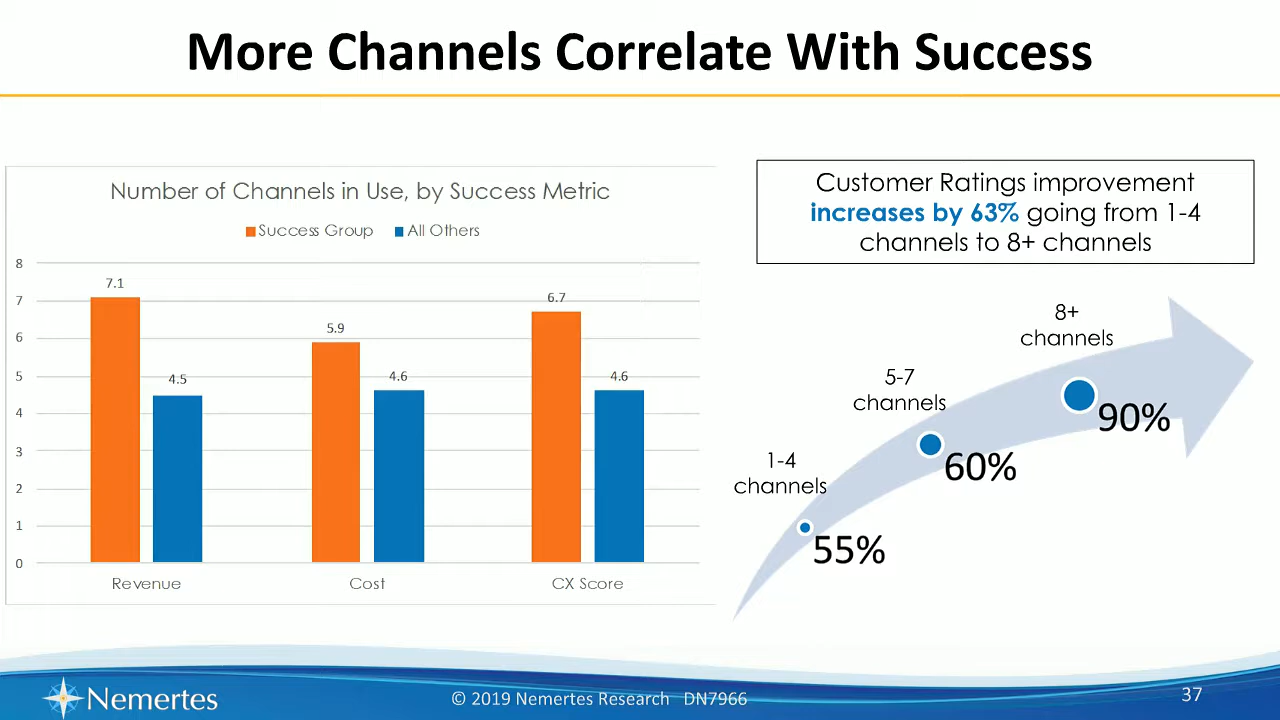 More Channels Correlate With Success
Number of Channels in Use, by Success Metric
Success Group
All Others
8
7
6
5
4
3
2
1
0
7.1
4.5
5.9
4.6
6.7
4.6
Revenue
Cost
CX Score
Customer Ratings improvement
increases by 63% going from 1-4
channels to 8+ channels
8+
channels
90%
5-7
channels
60%
1-4
channels
55%
Nemertes
© 2019 Nemertes Research DN7966
37